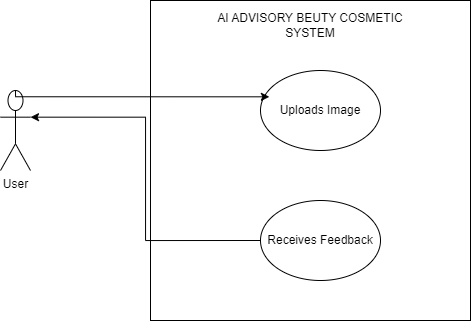 AI ADVISORY BEUTY COSMETIC
SYSTEM
Uploads Image
User
Receives Feedback